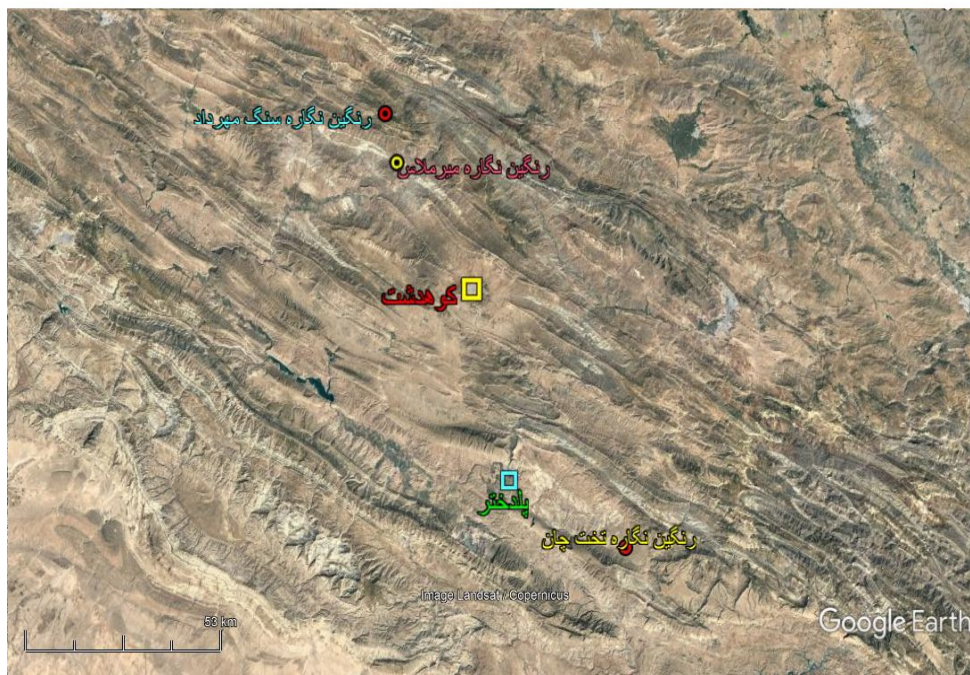 رنگین نگاره سنگ مهرداد
رنگین نگاره میرملاس
کوهدشت
پلدختر
رنگین نگاره تخت چان
Image Landsat / Copernicus
53 km
Google Earth